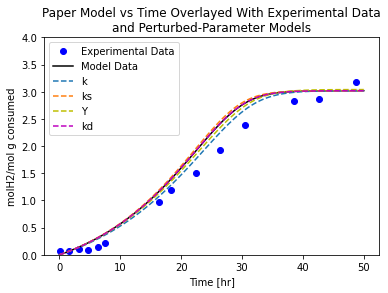 Paper Model vs Time Overlayed With Experimental Data
and Perturbed-Parameter Models
4.0
3.5
3.0
2.5
2.0
1.5
1.0
0.5
0.0
molH2/mol g consumed
Experimental Data
Model Data
k
ks
Y
kd
0 10 20 30 40 50
Time [hr]